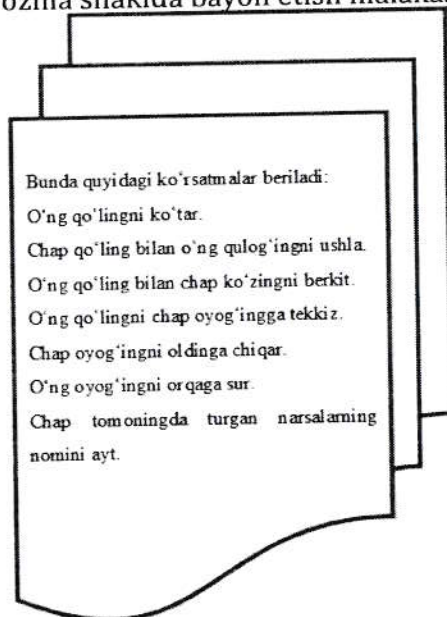 shaklda bayon etish
Bunda quyidagi ko‘rsatmalar beriladi:
O‘ng qo‘lingni ko‘tar.
Chap qo‘ling bilan o‘ng qulog‘ingni ushla.
O‘ng qo‘ling bilan chap ko‘zingni berkit.
O‘ng qo‘lingni chap oyog‘ingga tekkiz.
Chap oyog‘ingni oldinga chiqar.
O‘ng oyog‘ingni orqaga sur.
Chap tomoningda turgan narsalarning
nomini ayt.